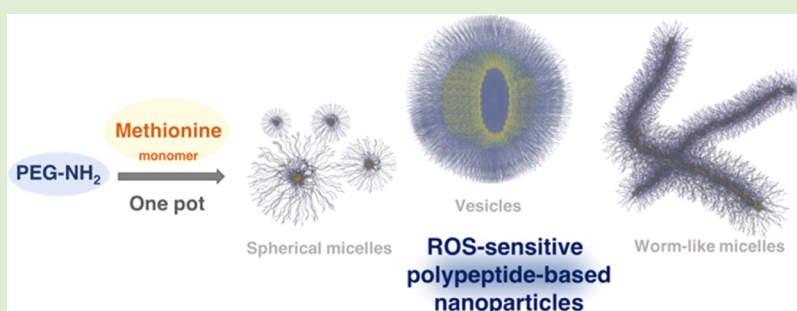 Methionine
monomer
PEG-NH₂
One pot
Spherical micelles
Vesicles
Worm-like micelles
ROS-sensitive
polypeptide-based
nanoparticles